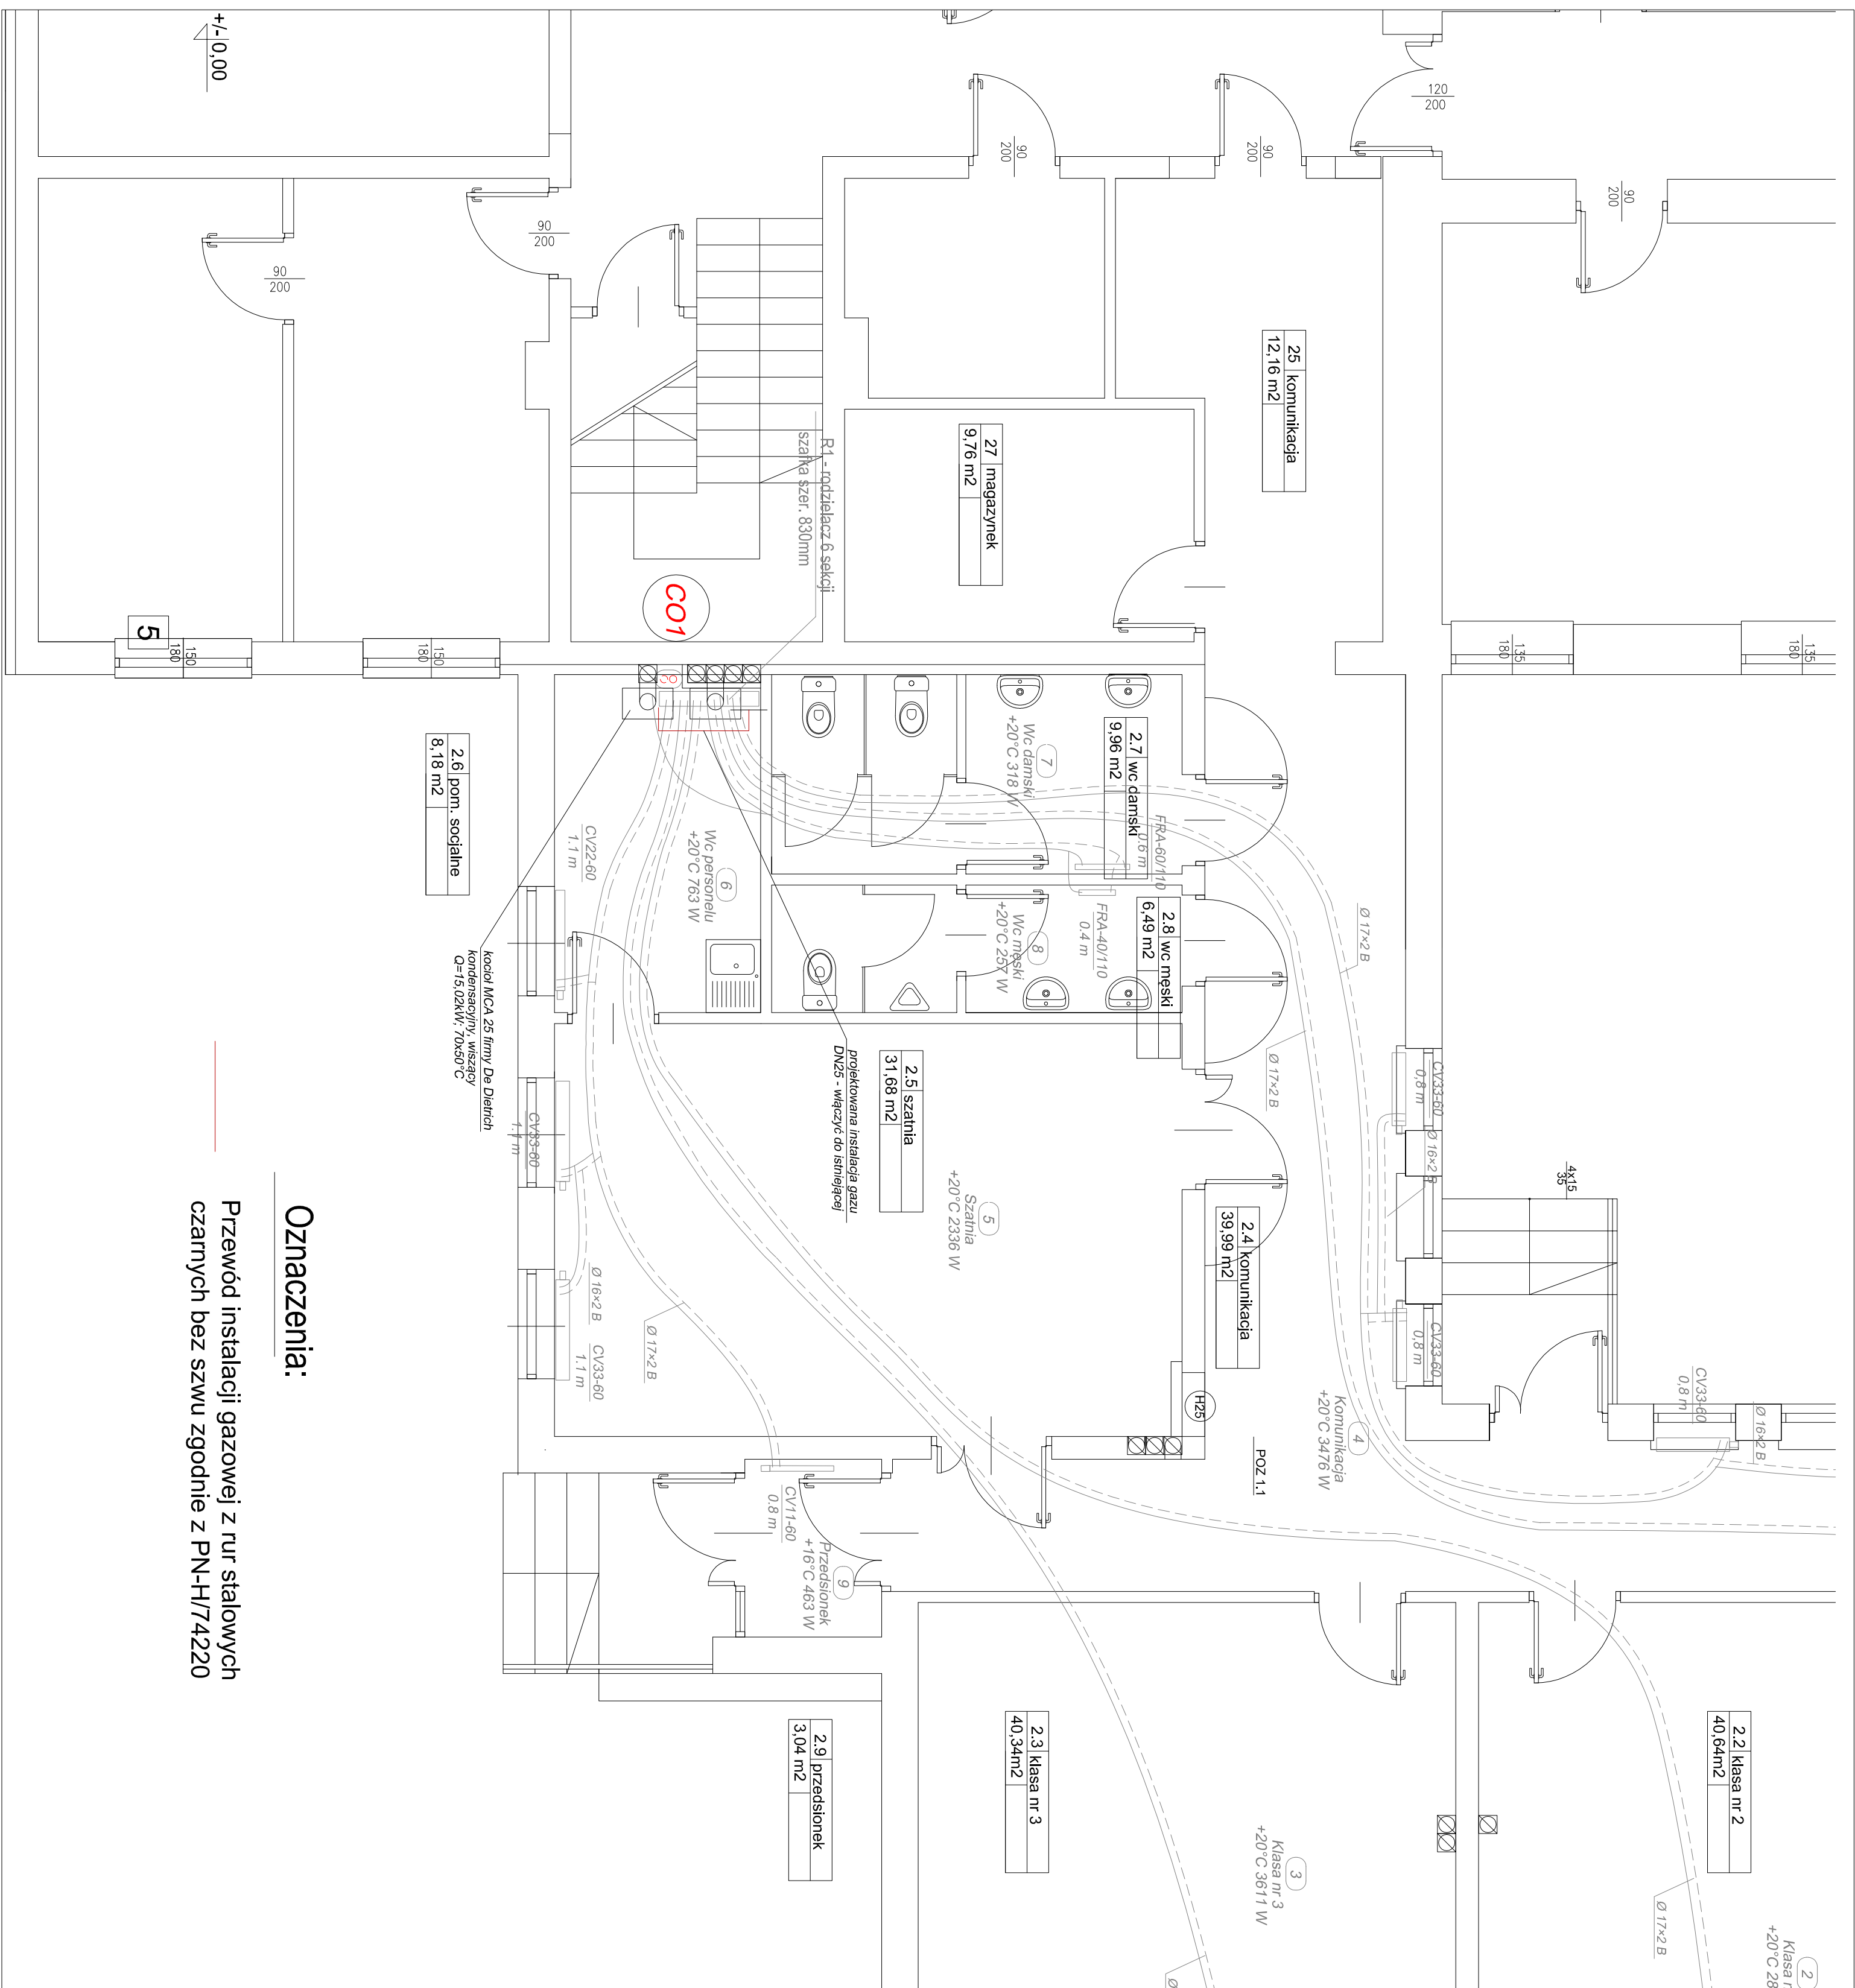 +/- 0,00
120
200
90
200
90
200
90
200
90
200
90
200
25 komunikacja
12,16 m2
27 magazynek
9,76 m2
R1 - rodzielacz 6 sekcji
szafka szer. 830mm
CO1
5
150
180
150
180
135
180
135
180
2.6 pom. socjalne
8,18 m2
2.7 wc damski
9,96 m2
7
Wc damski
+20°C 318 W
FRA-60/110
0.6 m
6
Wc personelu
+20°C 763 W
CV22-60
1.1 m
8
Wc męski
+20°C 257 W
FRA-40/110
0.4 m
2.8 wc męski
6,49 m2
Ø 17×2 B
Ø 17×2 B
kocioł MCA 25 firmy De Dietrich
kondensacyjny, wiszący
Q=15,02kW; 70x50°C
projektowana instalacja gazu
DN25 - włączyć do istniejącej
2.5 szatnia
31,68 m2
5
Szatnia
+20°C 2336 W
CV33-60
1.1 m
CV33-60
0,8 m
Ø 16×2 B
4x15
35
2.4 komunikacja
39,99 m2
Ø 16×2 B
CV33-60
1.1 m
Ø 17×2 B
CV33-60
0,8 m
CV33-60
0,8 m
Ø 16×2 B
H25
4
Komunikacja
+20°C 3476 W
POZ 1.1
CV11-60
0.8 m
9
Przedsionek
+16°C 463 W
Oznaczenia:
Przewód instalacji gazowej z rur stalowych
czarnych bez szwu zgodnie z PN-H/74220
2.9 przedsionek
3,04 m2
2.3 klasa nr 3
40,34m2
2.2 klasa nr 2
40,64m2
3
Klasa nr 3
+20°C 3611 W
Ø 17×2 B
2
Klasa
+20°C 28
Ø